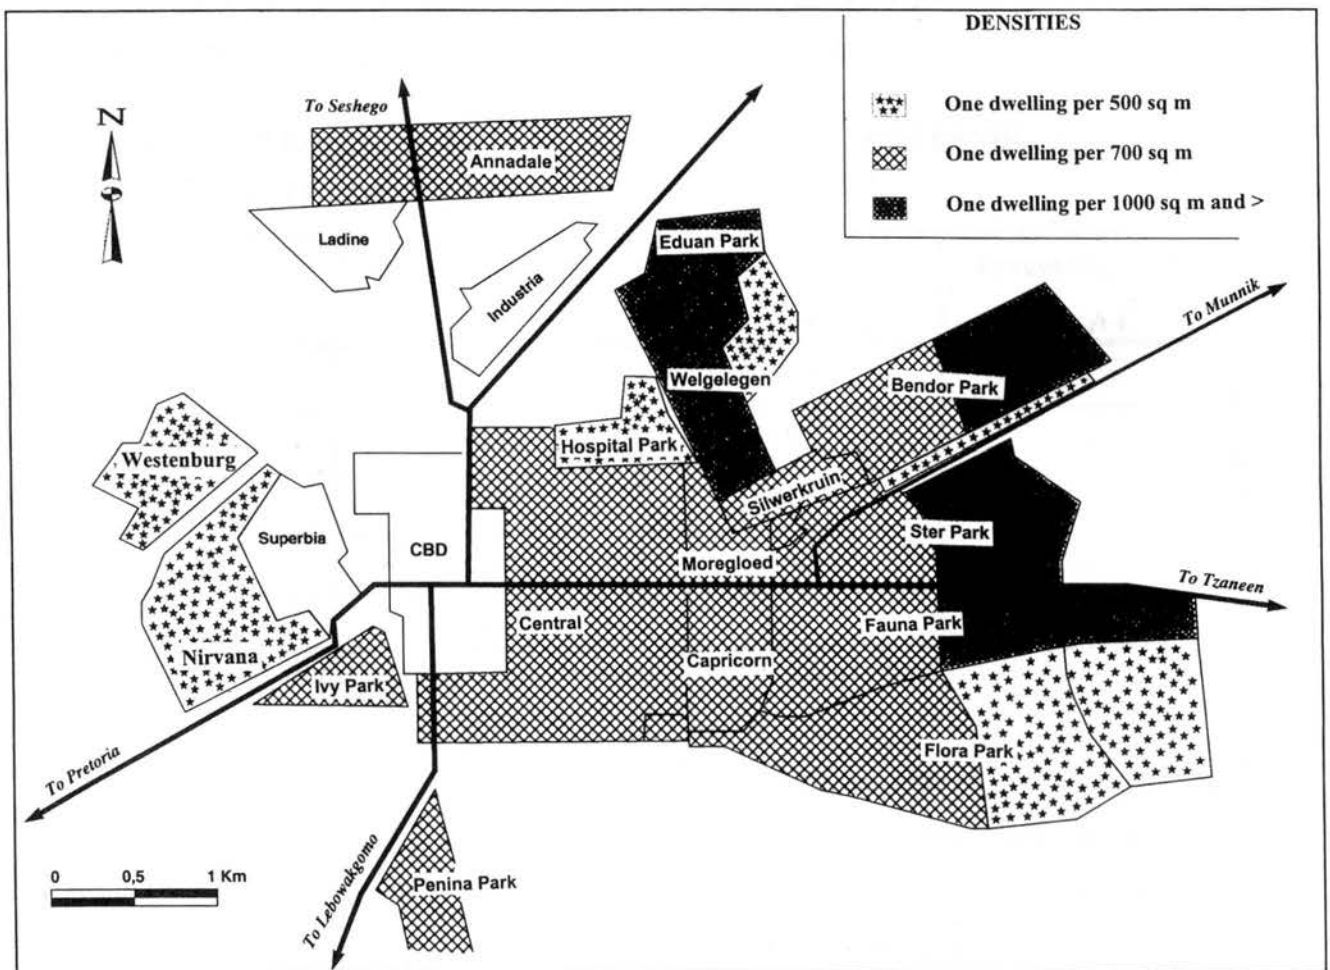 DENSITIES
One dwelling per 500 sq m
One dwelling per 700 sq m
One dwelling per 1000 sq m and >
N
To Seshego
Annadale
Ladine
Industria
Eduan Park
To Munnik
Welgelegen
Bendor Park
Hospital Park
Westenburg
Silwerkruin
Superbia
CBD
Ster Park
Moregloed
To Tzaneen
Central
Fauna Park
Nirvana
Capricorn
Ivy Park
Flora Park
To Pretoria
To Lebowakgomo
Penina Park
0 0,5 1 Km